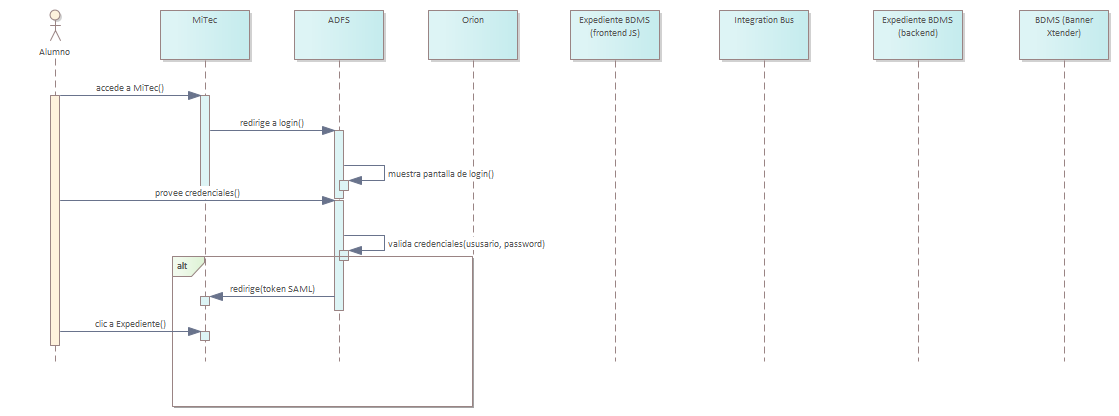 MiTec
ADFS
Orion
Expediente BDMS
(frontend JS)
Integration Bus
Expediente BDMS
(backend)
BDMS (Banner
Xtender)
Alumno
accede a MiTec()
redirige a login()
muestra pantalla de login()
provee credenciales()
valida credenciales(ususario, password)
alt
redirige(token SAML)
clic a Expediente()